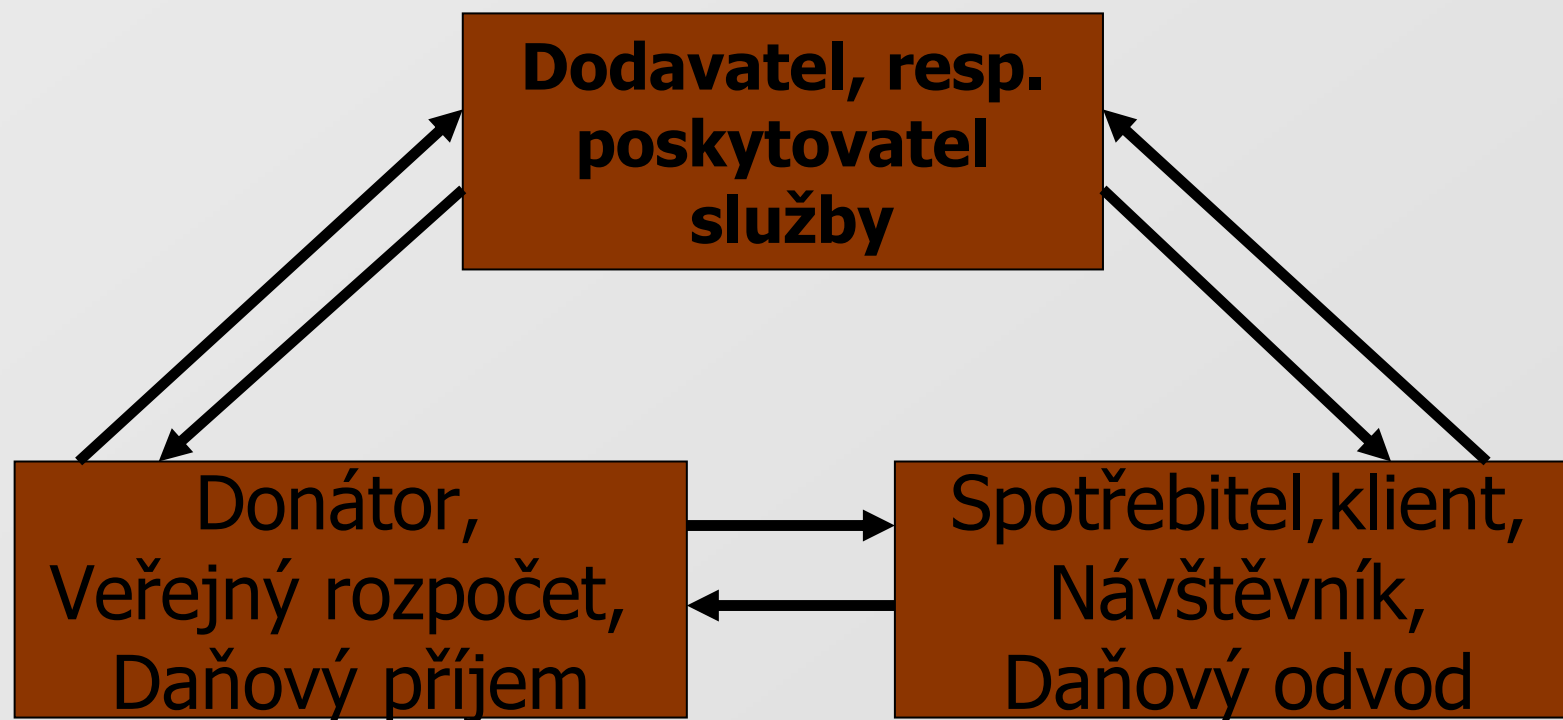 Dodavatel, resp.
poskytovatel
služby
Donátor,
Veřejný rozpočet,
Daňový příjem
Spotřebitel,klient,
Návštěvník,
Daňový odvod